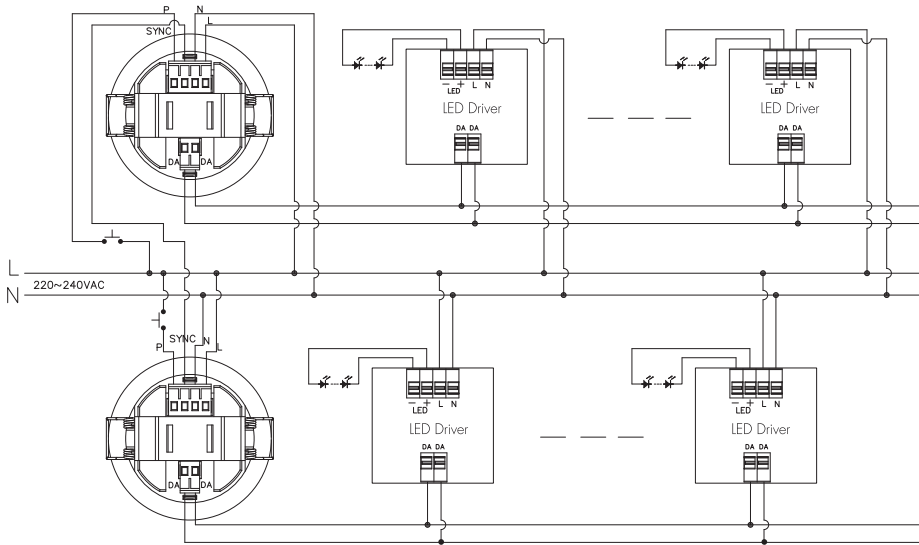 P N
SYNC L
DA DA
− + L N
LED
LED Driver
DA DA
− + L N
LED
LED Driver
DA DA
L
N 220~240VAC
SYNC N
P L
DA DA
− + L N
LED
LED Driver
DA DA
− + L N
LED
LED Driver
DA DA